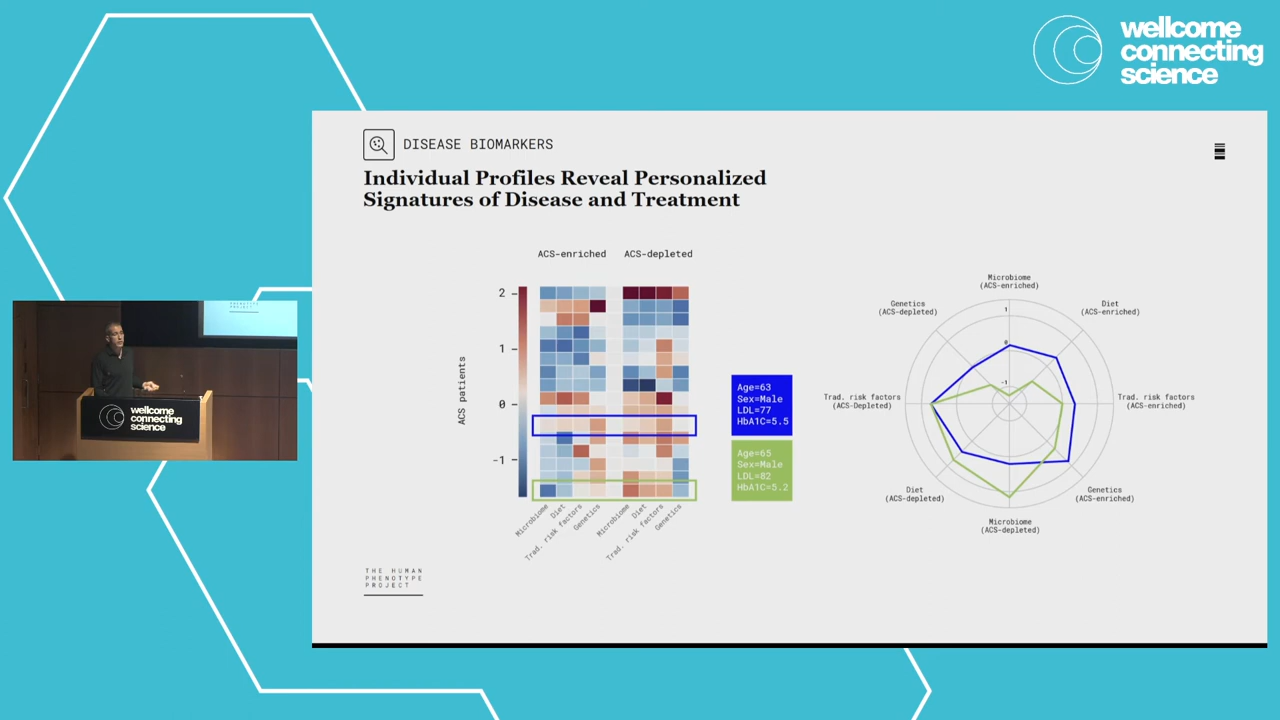 wellcome
connecting
science
DISEASE BIOMARKERS
Individual Profiles Reveal Personalized
Signatures of Disease and Treatment
ACS-enriched
ACS-depleted
ACS patients
2
1
0
-1
Microbiome
Diet
Trad. risk factors
Genetics
Microbiome
Diet
Trad. risk factors
Genetics
Age=63
Sex=Male
LDL=77
HbA1C=5.5
Age=65
Sex=Male
LDL=82
HbA1C=5.2
Microbiome
(ACS-enriched)
Diet
(ACS-enriched)
Trad. risk factors
(ACS-enriched)
Genetics
(ACS-enriched)
Microbiome
(ACS-depleted)
Diet
(ACS-depleted)
Trad. risk factors
(ACS-Depleted)
Genetics
(ACS-depleted)
1
0
-1
THE HUMAN
PHENOTYPE
PROJECT
wellcome
connecting
science